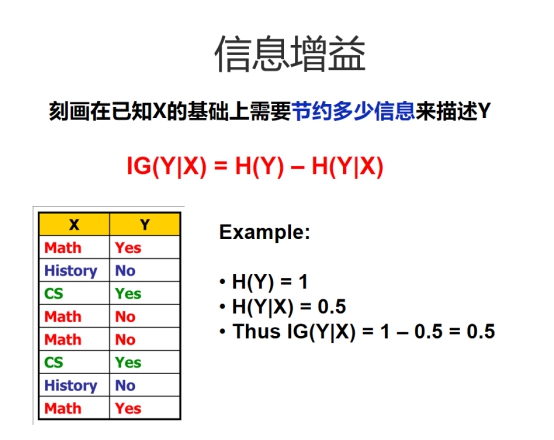 信息增益
刻画在已知X的基础上需要节约多少信息来描述Y
IG(Y|X) = H(Y) – H(Y|X)
X Y
Math Yes
History No
CS Yes
Math No
Math No
CS Yes
History No
Math Yes
Example:
• H(Y) = 1
• H(Y|X) = 0.5
• Thus IG(Y|X) = 1 – 0.5 = 0.5